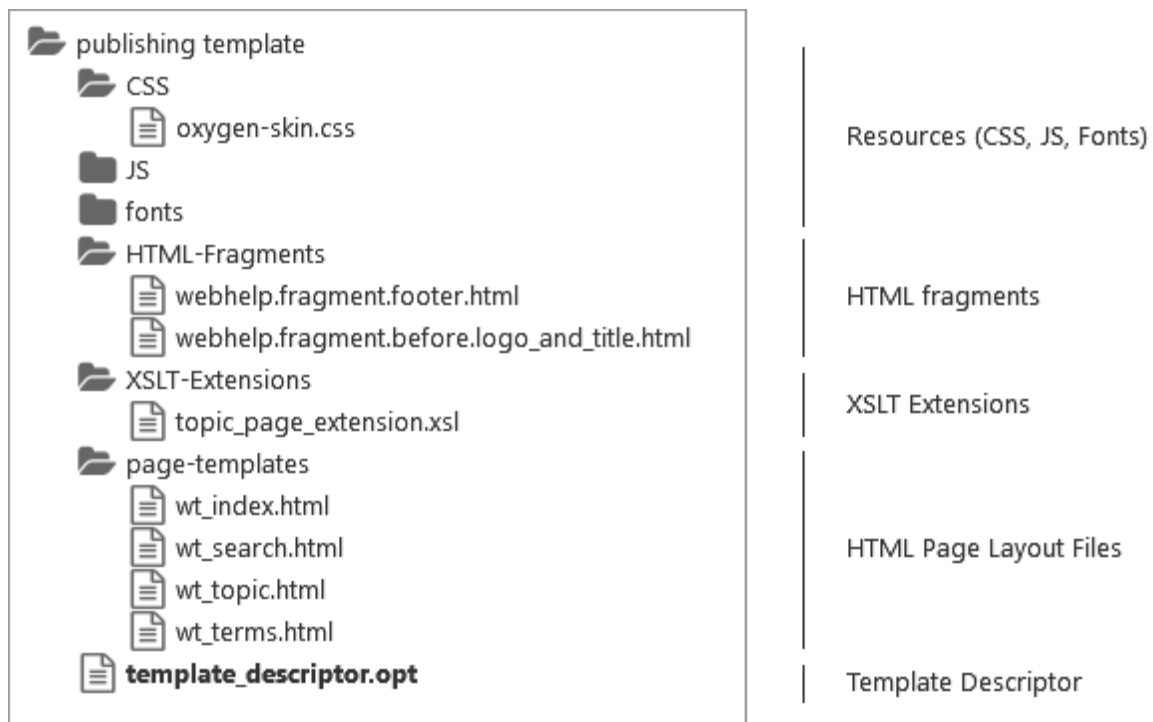 publishing template
CSS
oxygen-skin.css
JS
fonts
HTML-Fragments
webhelp.fragment.footer.html
webhelp.fragment.before.logo_and_title.html
XSLT-Extensions
topic_page_extension.xsl
page-templates
wt_index.html
wt_search.html
wt_topic.html
wt_terms.html
template_descriptor.opt
Resources (CSS, JS, Fonts)
HTML fragments
XSLT Extensions
HTML Page Layout Files
Template Descriptor